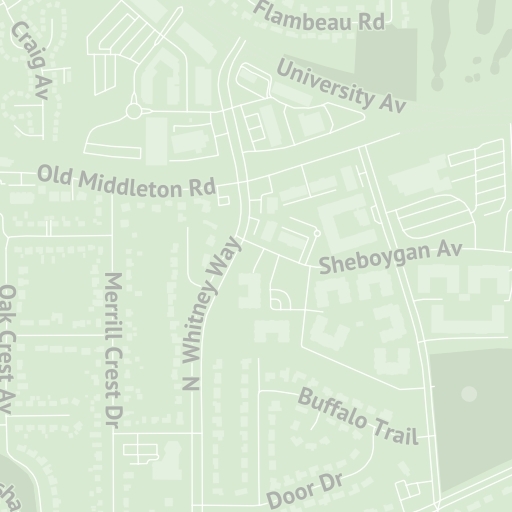 Flambeau Rd
Craig Av
University Av
Old Middleton Rd
Sheboygan Av
N Whitney Way
Merrill Crest Dr
Oak Crest Av
Buffalo Trail
Door Dr